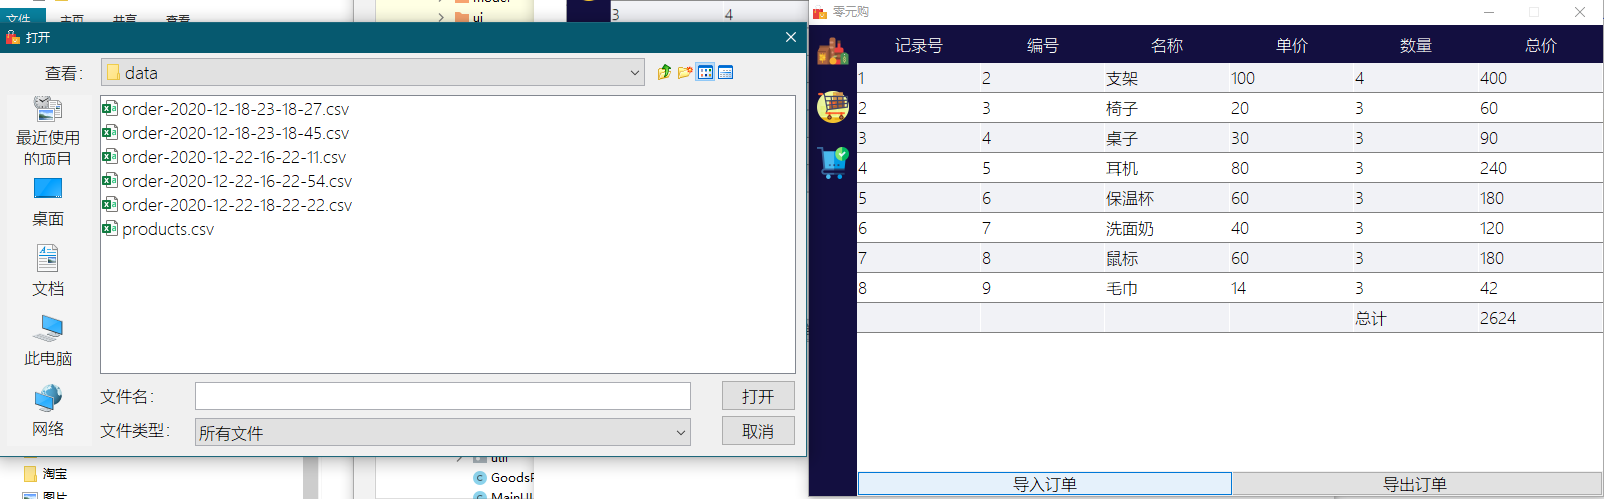 文件 主页 共享 查看
ui
3 4
打开
查看: data
order-2020-12-18-23-18-27.csv
order-2020-12-18-23-18-45.csv
order-2020-12-22-16-22-11.csv
order-2020-12-22-16-22-54.csv
order-2020-12-22-18-22-22.csv
products.csv
最近使用
的项目
桌面
文档
此电脑
网络
文件名:
打开
文件类型: 所有文件
取消
淘宝
图片
util
GoodsP
MainUI
零元购
记录号 编号 名称 单价 数量 总价
1 2 支架 100 4 400
2 3 椅子 20 3 60
3 4 桌子 30 3 90
4 5 耳机 80 3 240
5 6 保温杯 60 3 180
6 7 洗面奶 40 3 120
7 8 鼠标 60 3 180
8 9 毛巾 14 3 42
总计 2624
导入订单 导出订单